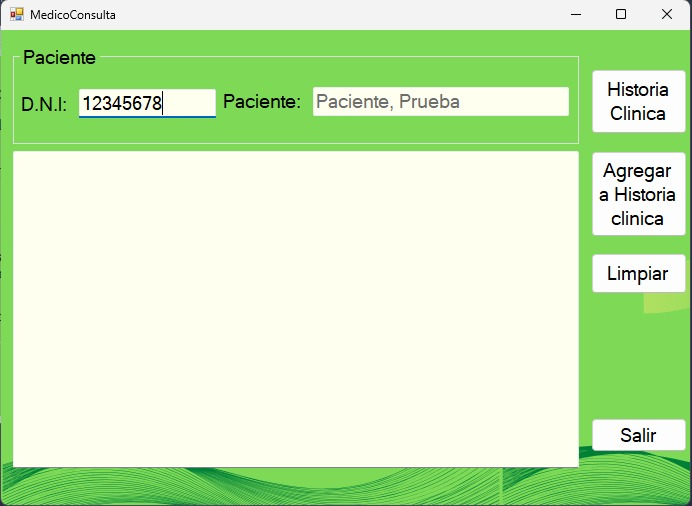 MedicoConsulta
Paciente
D.N.I: 12345678 Paciente: Paciente, Prueba
Historia
Clinica
Agregar
a Historia
clinica
Limpiar
Salir